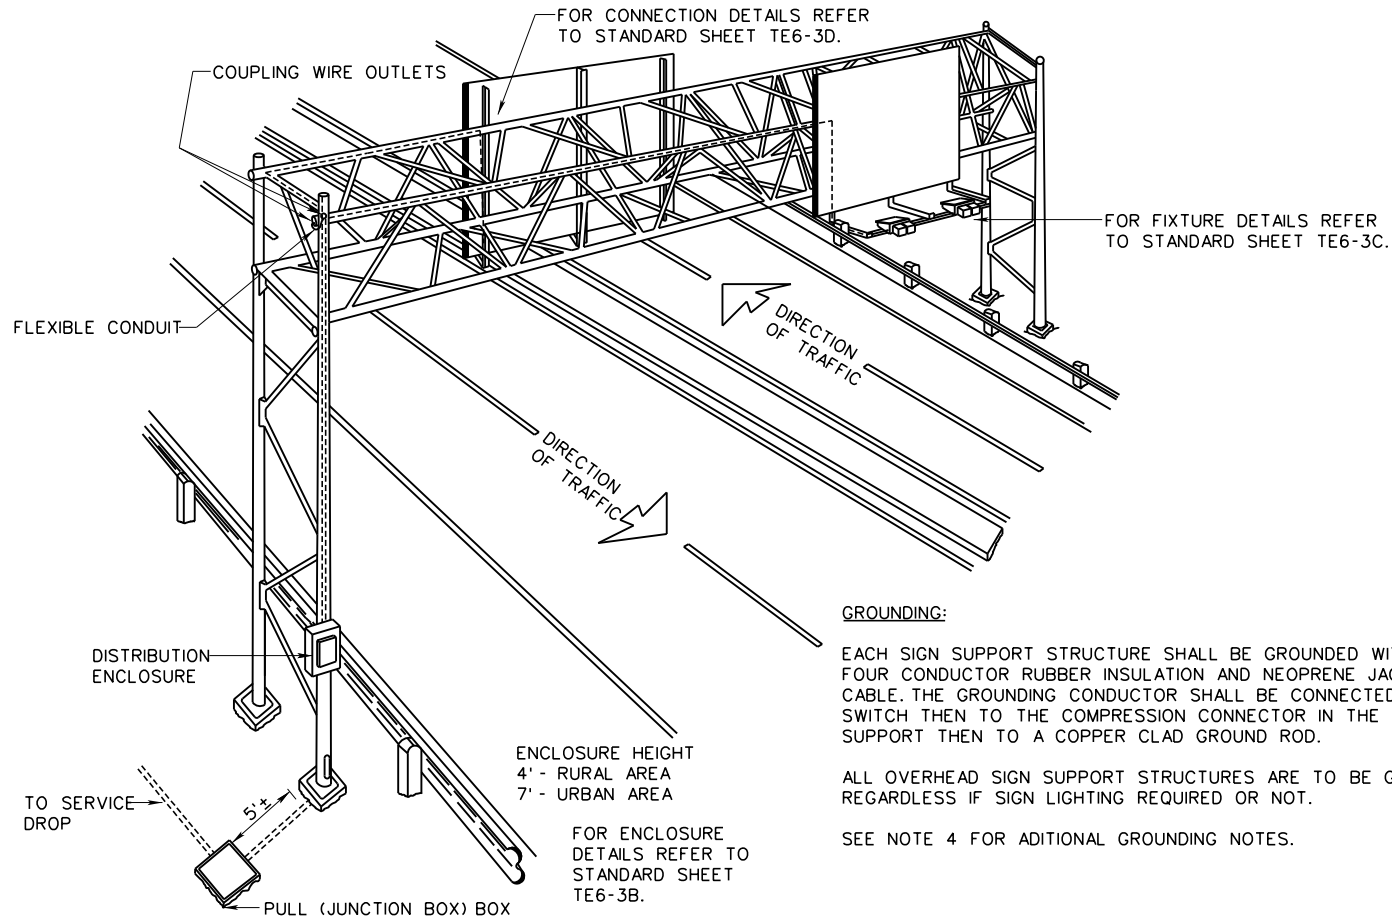 FOR CONNECTION DETAILS REFER
TO STANDARD SHEET TE6-3D.
COUPLING WIRE OUTLETS
FOR FIXTURE DETAILS REFER
TO STANDARD SHEET TE6-3C.
FLEXIBLE CONDUIT
DIRECTION
OF TRAFFIC
DIRECTION
OF TRAFFIC
DISTRIBUTION
ENCLOSURE
ENCLOSURE HEIGHT
4' - RURAL AREA
7' - URBAN AREA
TO SERVICE
DROP
5'±
FOR ENCLOSURE
DETAILS REFER TO
STANDARD SHEET
TE6-3B.
PULL (JUNCTION BOX) BOX
GROUNDING:
EACH SIGN SUPPORT STRUCTURE SHALL BE GROUNDED
FOUR CONDUCTOR RUBBER INSULATION AND NEOPRENE
CABLE. THE GROUNDING CONDUCTOR SHALL BE CONNECTED
SWITCH THEN TO THE COMPRESSION CONNECTOR IN THE
SUPPORT THEN TO A COPPER CLAD GROUND ROD.
ALL OVERHEAD SIGN SUPPORT STRUCTURES ARE TO BE
REGARDLESS IF SIGN LIGHTING REQUIRED OR NOT.
SEE NOTE 4 FOR ADITIONAL GROUNDING NOTES.